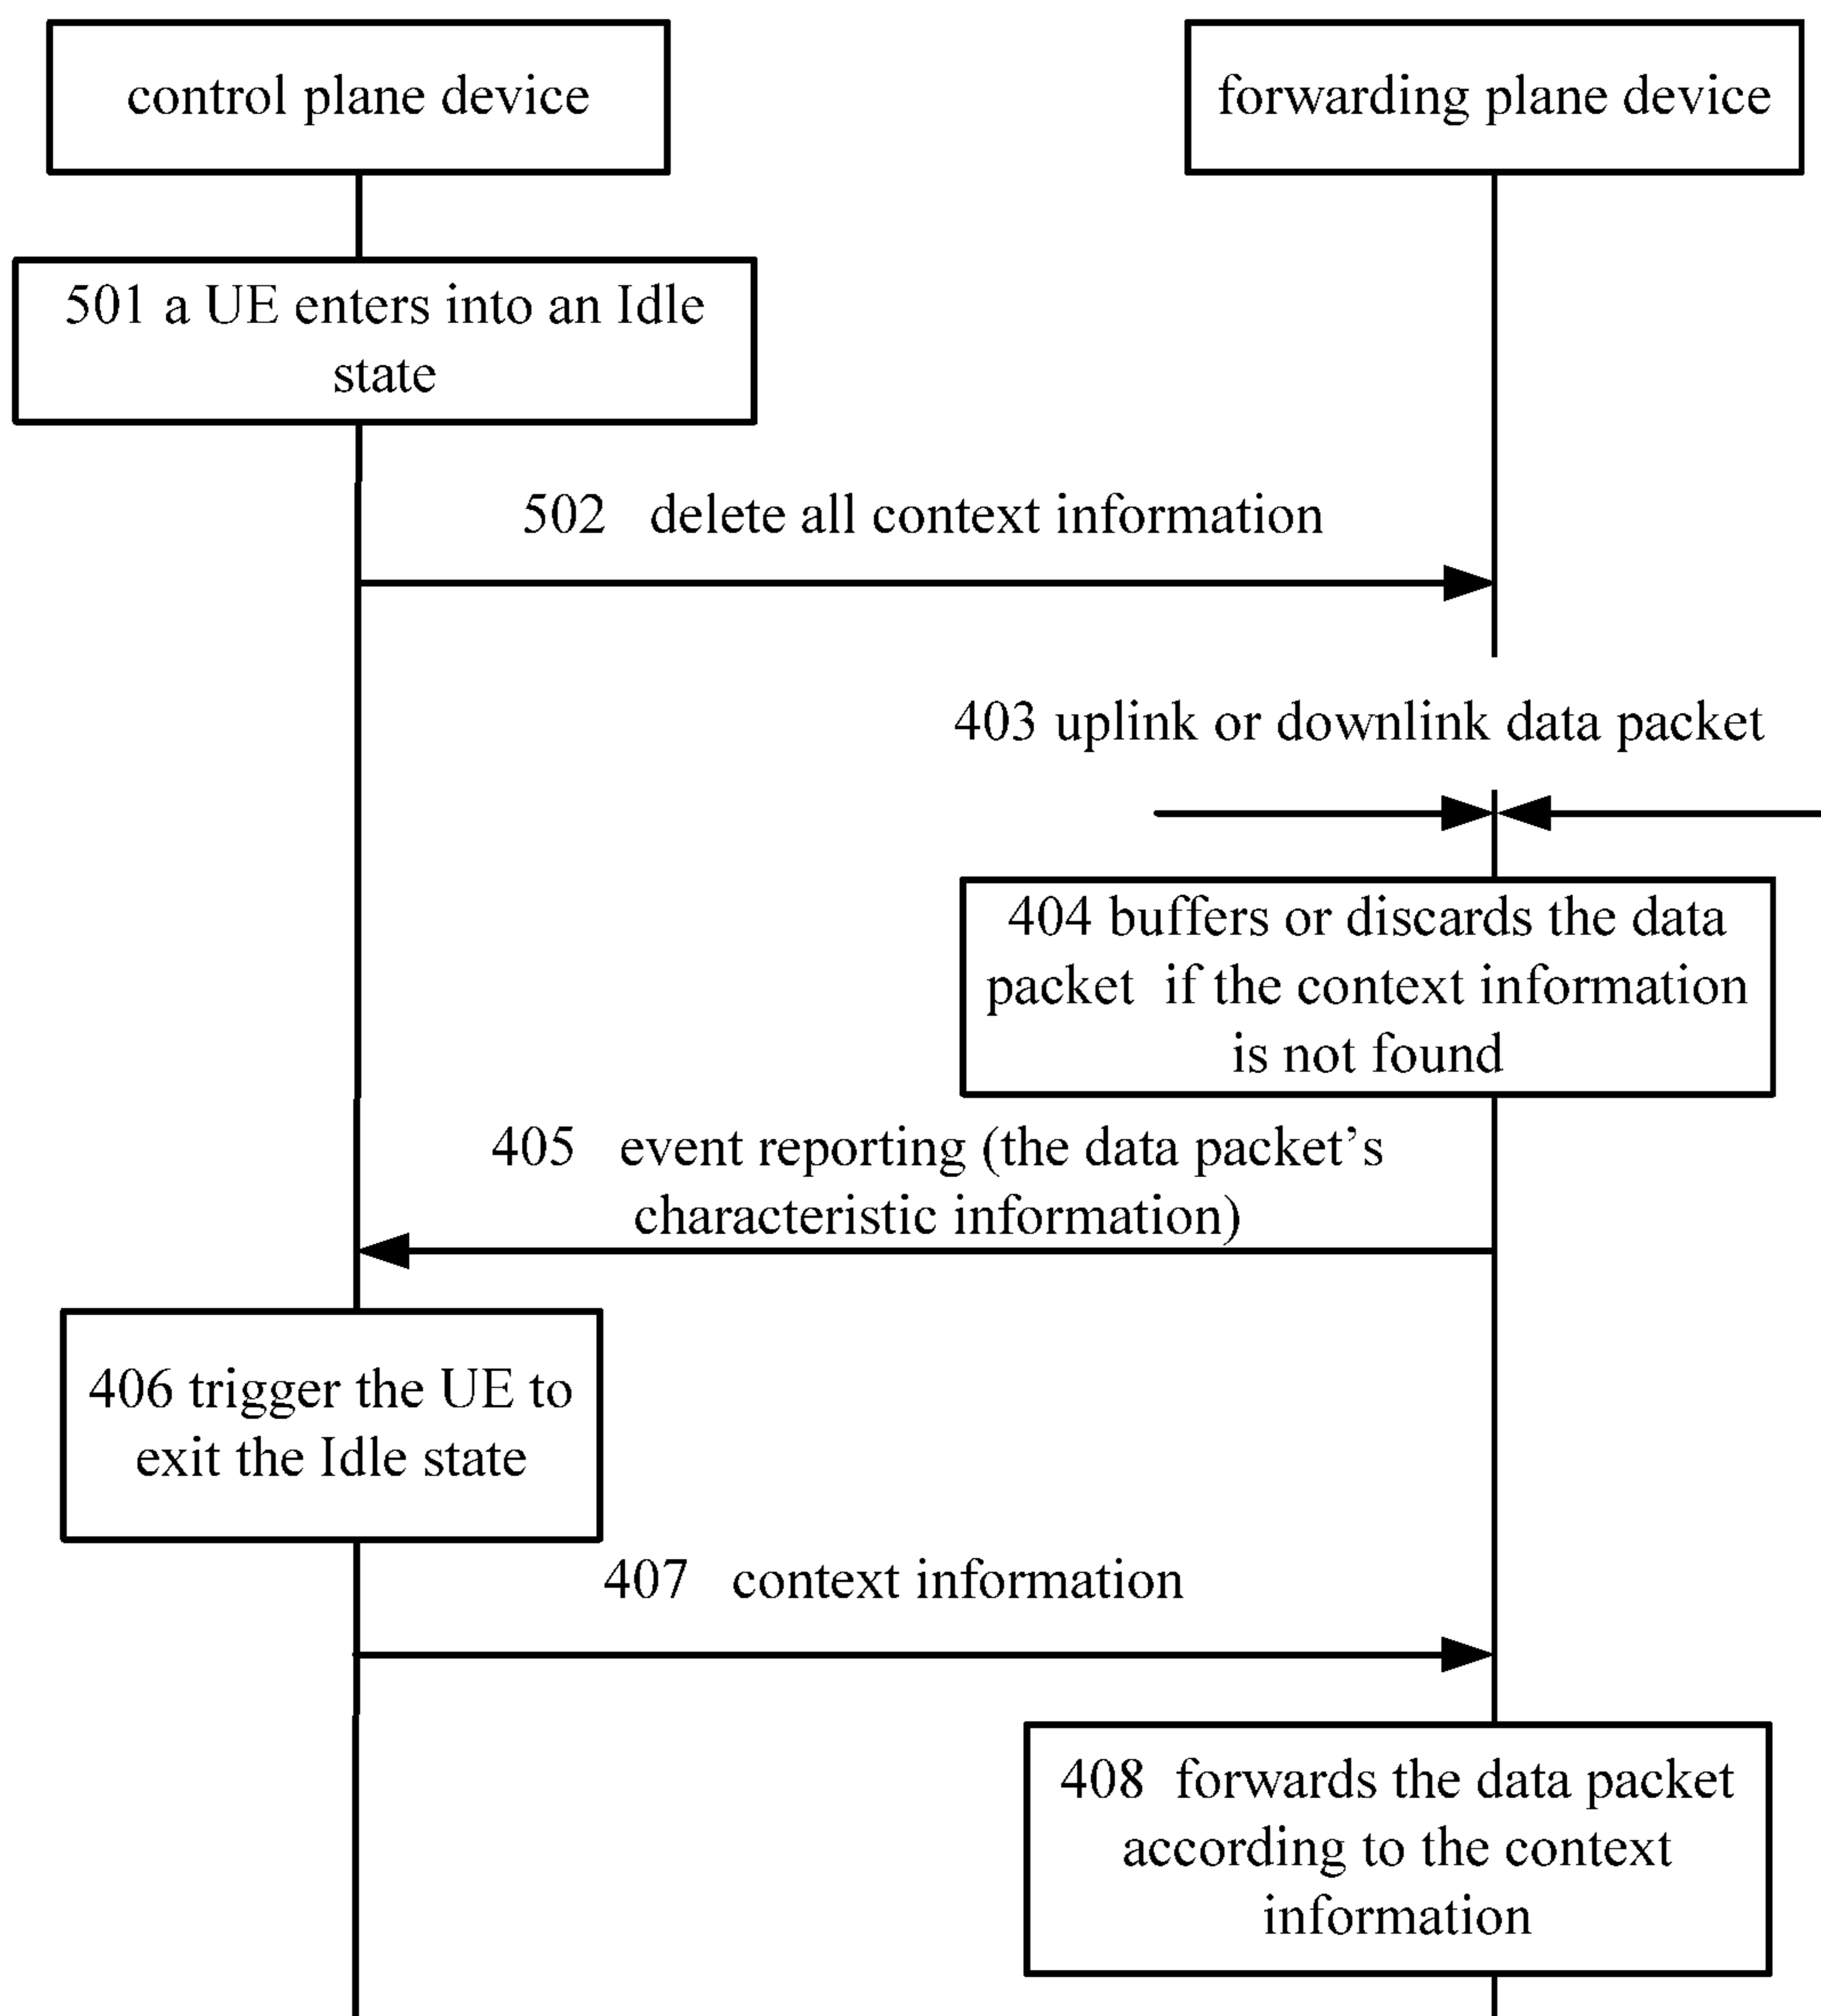 control plane device
forwarding plane device
501 a UE enters into an Idle
state
502 delete all context information
403 uplink or downlink data packet
404 buffers or discards the data
packet if the context information
is not found
405 event reporting (the data packet’s
characteristic information)
406 trigger the UE to
exit the Idle state
407 context information
408 forwards the data packet
according to the context
information